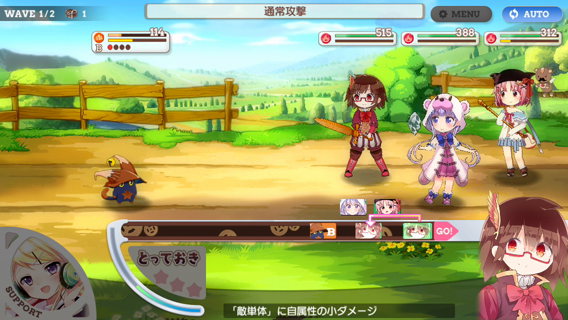 WAVE 1/2 1
通常攻撃
MENU
AUTO
114
B
515
388
312
B
GO!
とっておき
SUPPORT
「敵単体」に自属性の小ダメージ